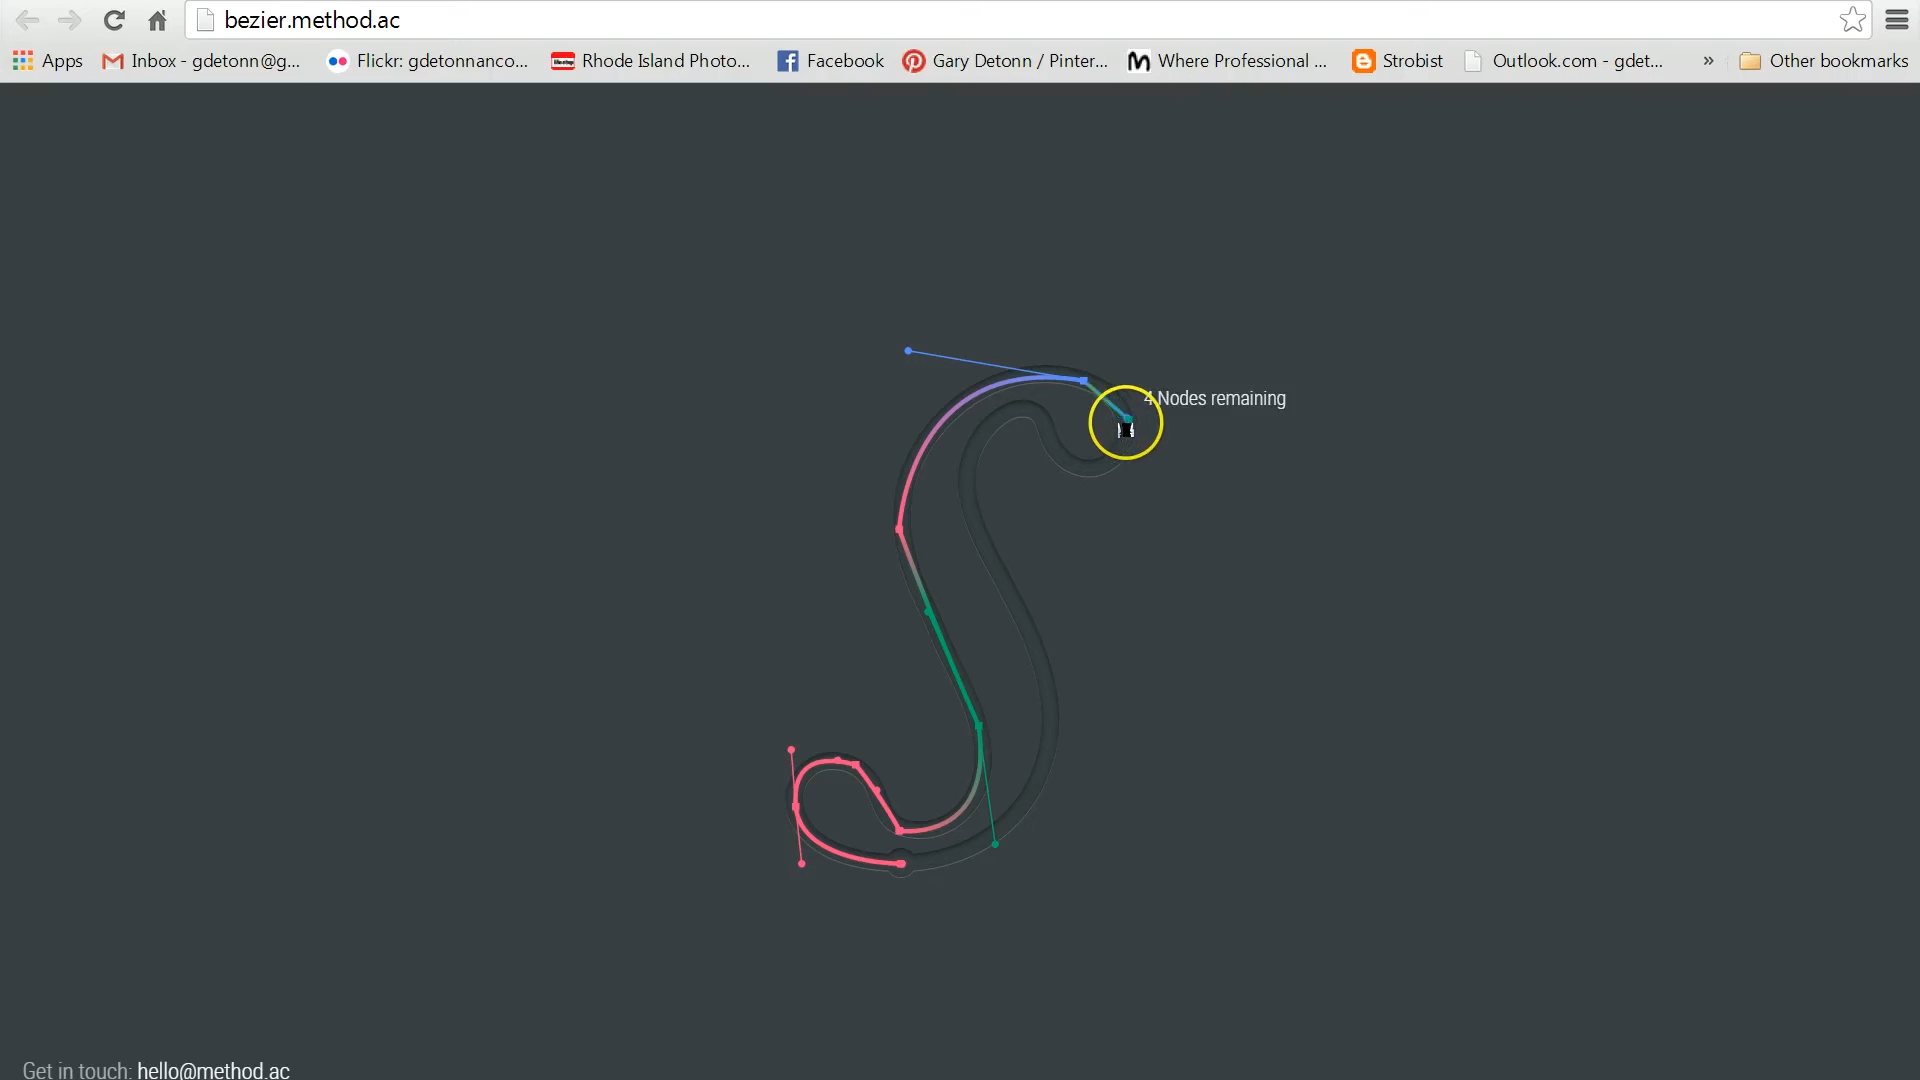 bezier.method.ac
Apps Inbox - gdetonn@g... Flickr: gdetonnanco... Rhode Island Photo... Facebook Gary Detonn / Pinter... Where Professional ... Strobist Outlook.com - gdet... » Other bookmarks
4 Nodes remaining
Get in touch: hello@method.ac